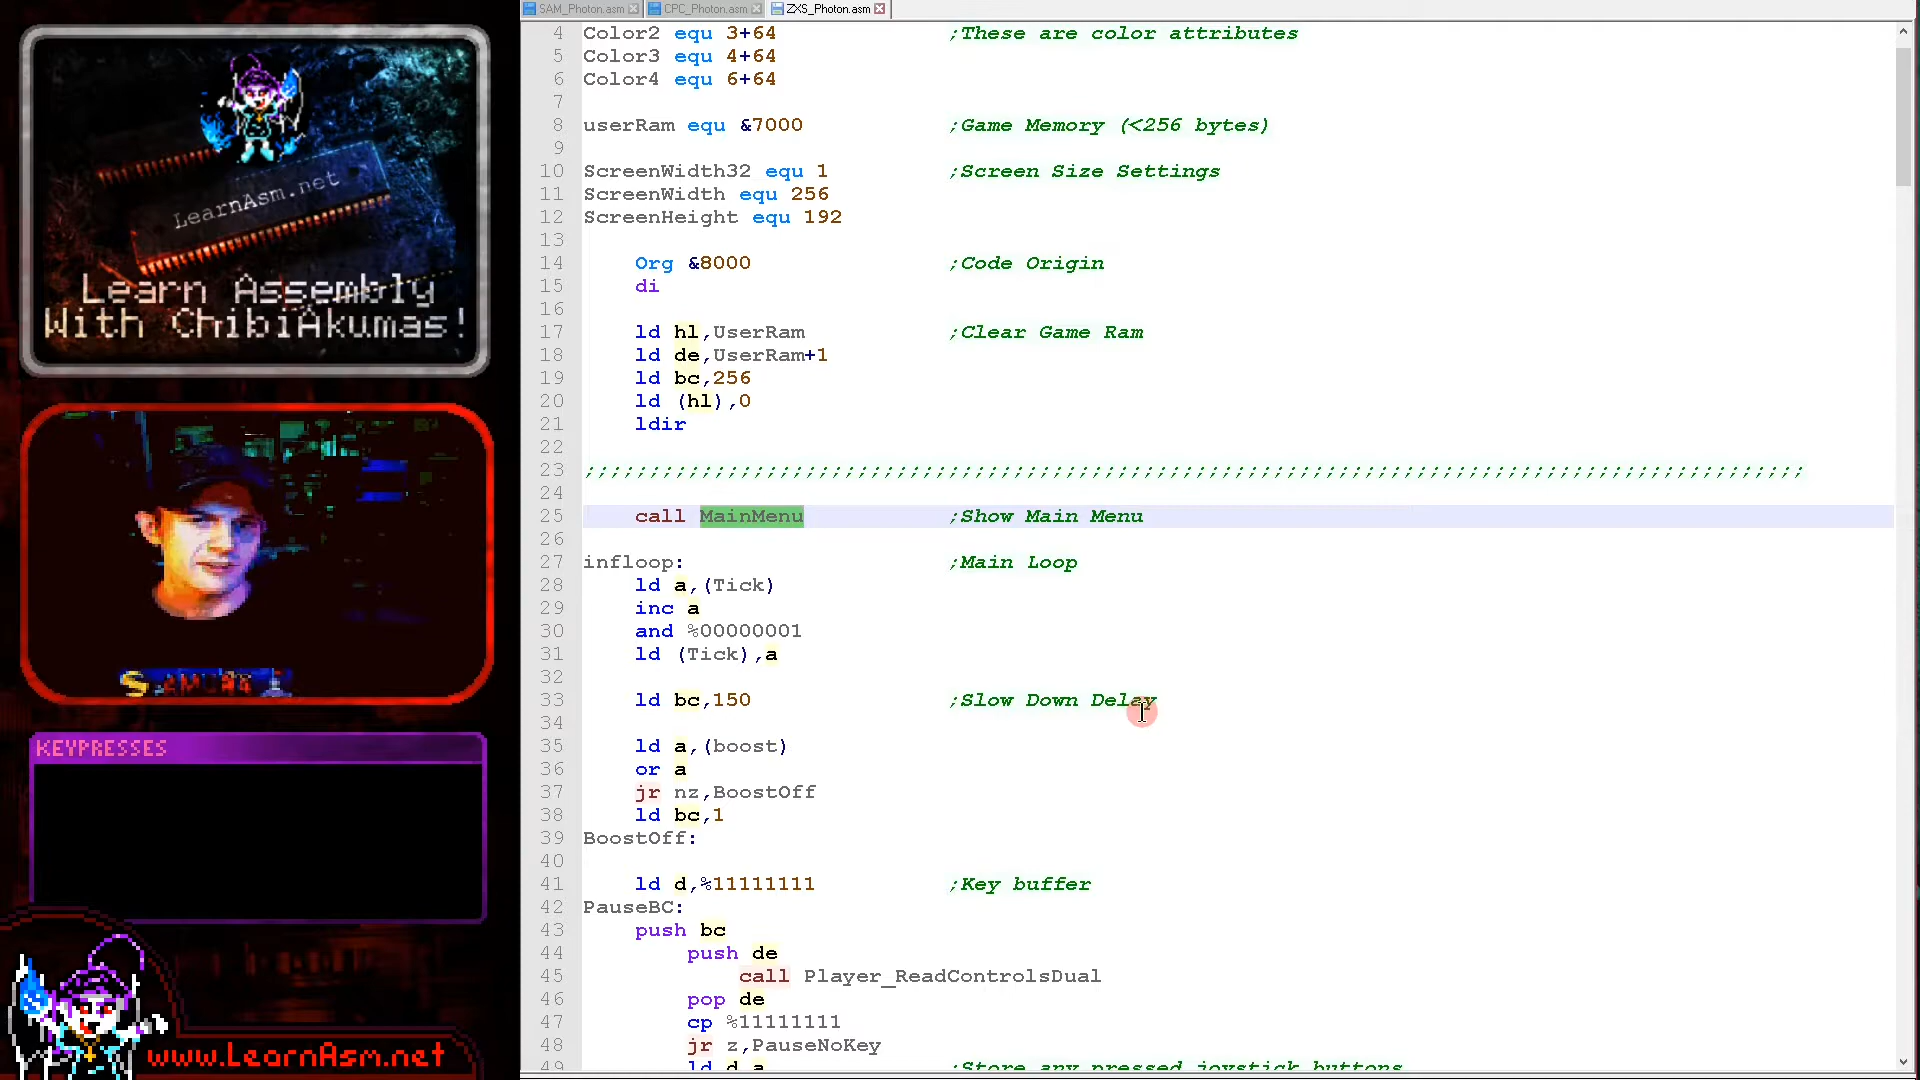 LearnAsm.net
Learn Assembly
With ChibiAkumas!
KEYPRESSES
www.LearnAsm.net
SAM_Photon.asm CPC_Photon.asm ZXS_Photon.asm
4 Color2 equ 3+64 ;These are color attributes
5 Color3 equ 4+64
6 Color4 equ 6+64
7
8 userRam equ &7000 ;Game Memory (<256 bytes)
9
10 ScreenWidth32 equ 1 ;Screen Size Settings
11 ScreenWidth equ 256
12 ScreenHeight equ 192
13
14 Org &8000 ;Code Origin
15 di
16
17 ld hl,UserRam ;Clear Game Ram
18 ld de,UserRam+1
19 ld bc,256
20 ld (hl),0
21 ldir
22
23 ;;;;;;;;;;;;;;;;;;;;;;;;;;;;;;;;;;;;;;;;;;;;;;;;;;;;;;;;;;;;;;;;;;;;;;;;;;;;;;;;;;;;;;;;;;;;;;
24
25 call MainMenu ;Show Main Menu
26
27 infloop: ;Main Loop
28 ld a,(Tick)
29 inc a
30 and %00000001
31 ld (Tick),a
32
33 ld bc,150 ;Slow Down Delay
34
35 ld a,(boost)
36 or a
37 jr nz,BoostOff
38 ld bc,1
39 BoostOff:
40
41 ld d,%11111111 ;Key buffer
42 PauseBC:
43 push bc
44 push de
45 call Player_ReadControlsDual
46 pop de
47 cp %11111111
48 jr z,PauseNoKey
49 ld d,a ;Store any pressed joystick buttons